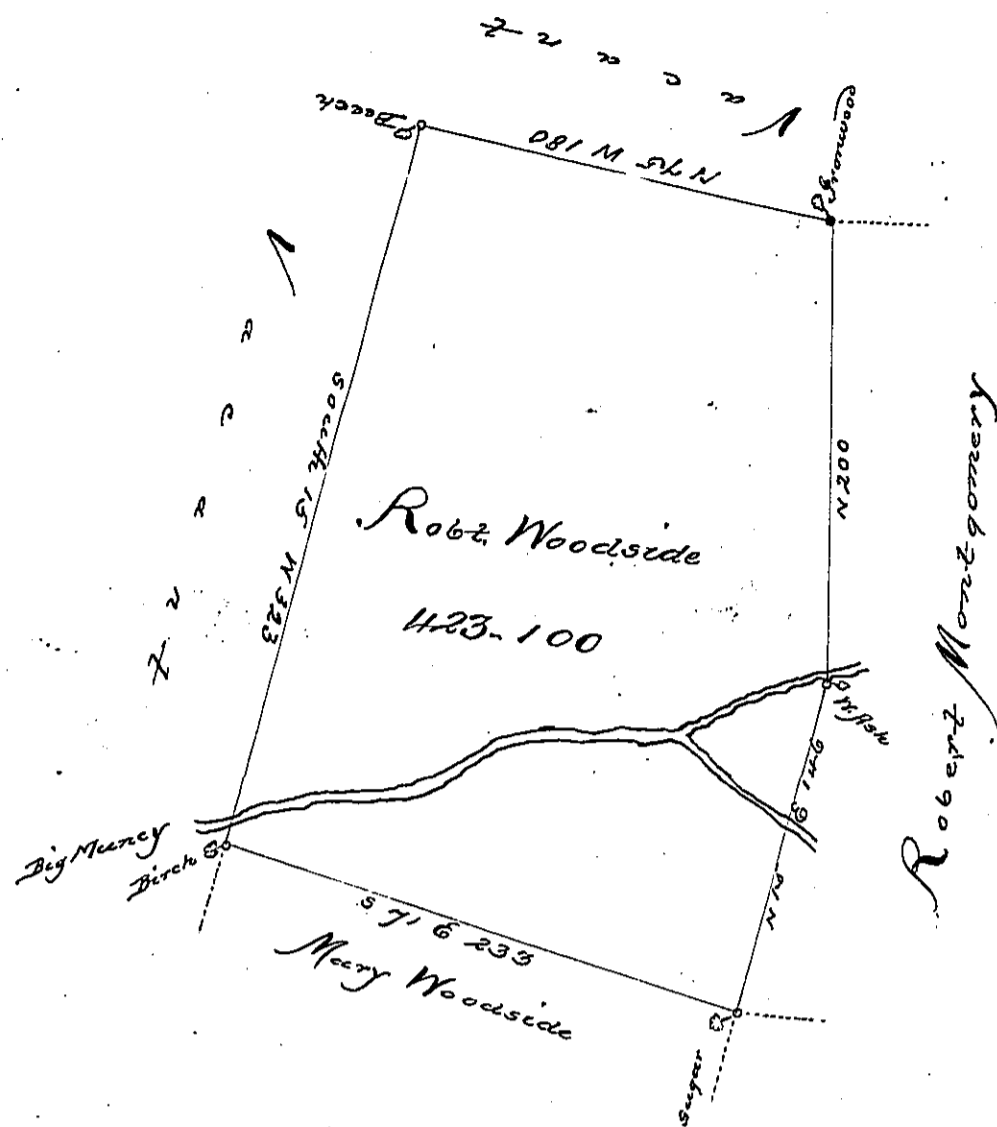 Vacant
Beech
N 75 W 180
Ironwood
Vacant
South 15 W 323
N 200
Robt. Woodside
423-100
Robert Montgomery
W. Ash
E 146
Big Muncy
Birch
S 71 E 233
Mary Woodside
Sugar